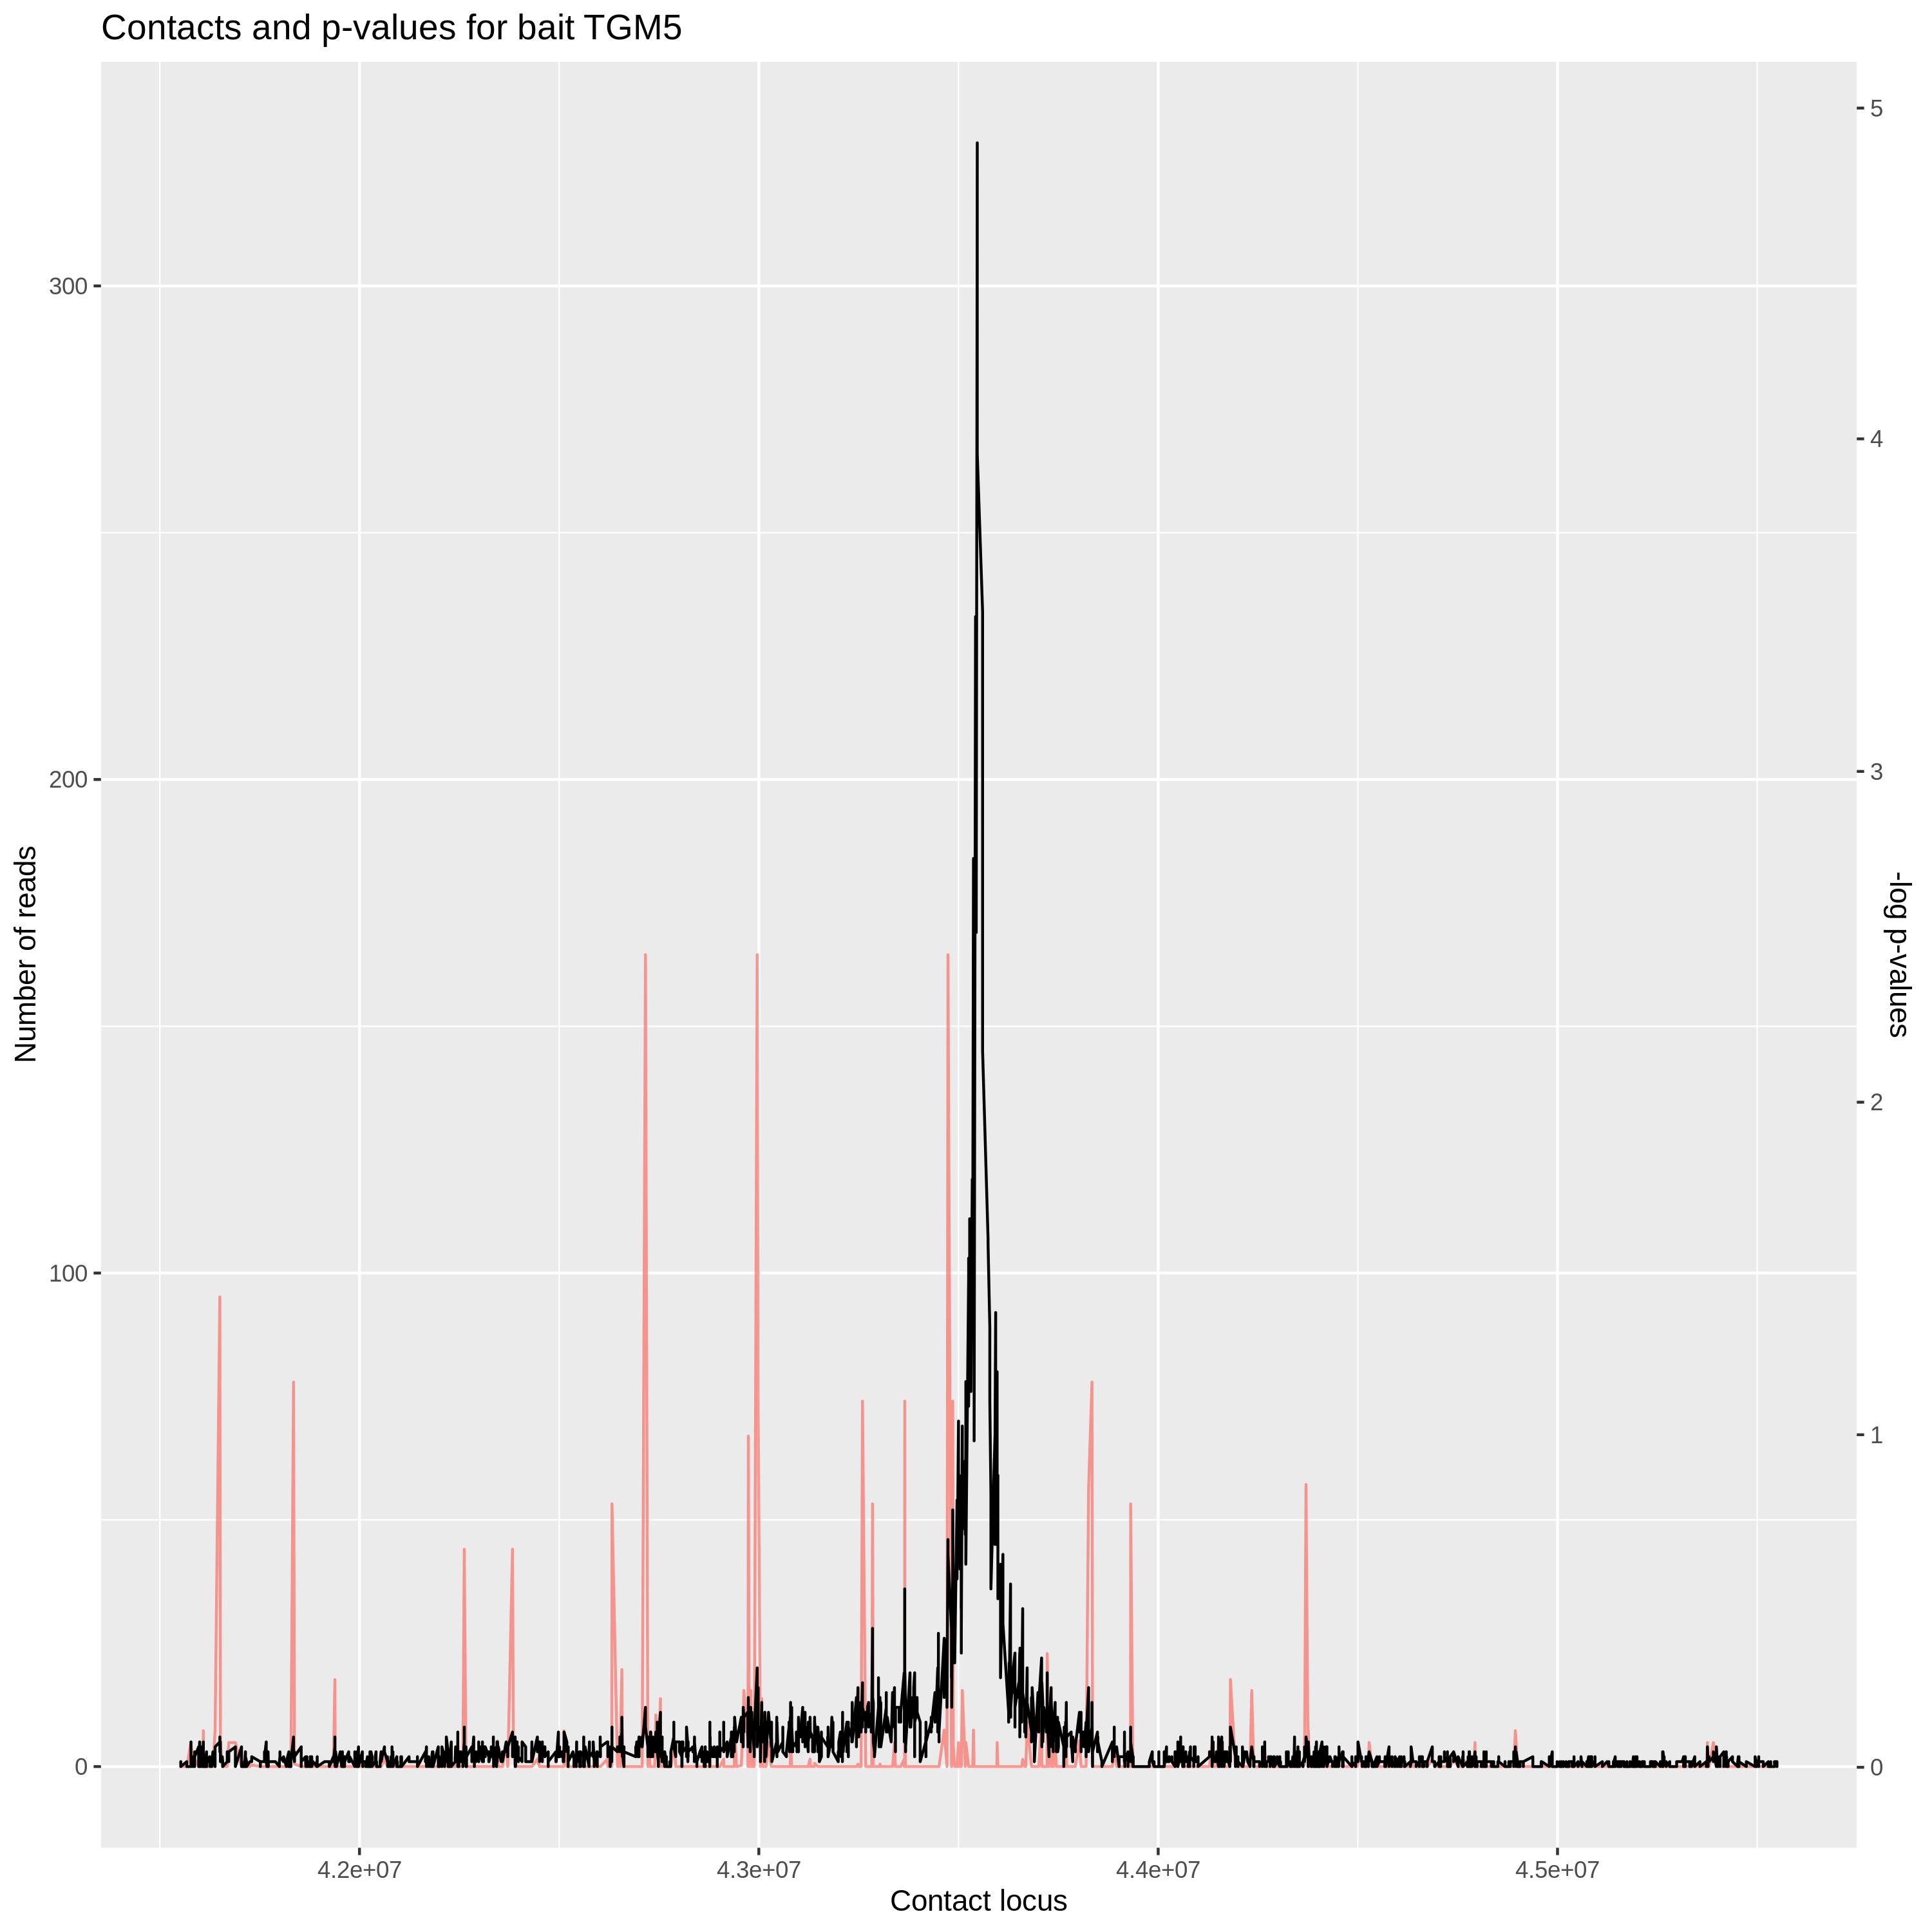 Contacts and p-values for bait TGM5
Number of reads
300
200
100
0
5
4
3
2
1
0
-log p-values
4.2e+07 4.3e+07 4.4e+07 4.5e+07
Contact locus